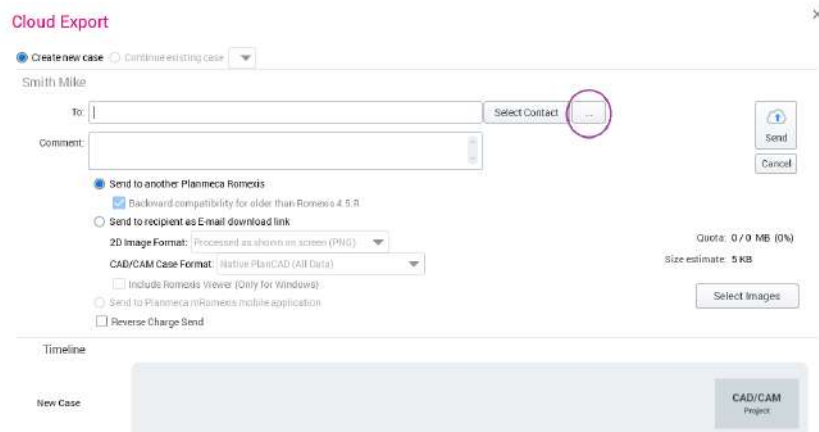 Cloud Export
Create new case Continue existing case
Smith Mike
To: Select Contact ...
Comment: Send
Cancel
Send to another Planmeca Romexis
Backward compatibility for older than Romexis 4.5.R
Send to recipient as E-mail download link
2D Image Format: Processed as shown on screen (PNG) Quota: 0 / 0 MB (0%)
CAD/CAM Case Format: Native PlanCAD (All Data) Size estimate: 5 KB
Include Romexis Viewer (Only for Windows)
Send to Planmeca mRomexis mobile application Select Images
Reverse Charge Send
Timeline
New Case CAD/CAM
Project